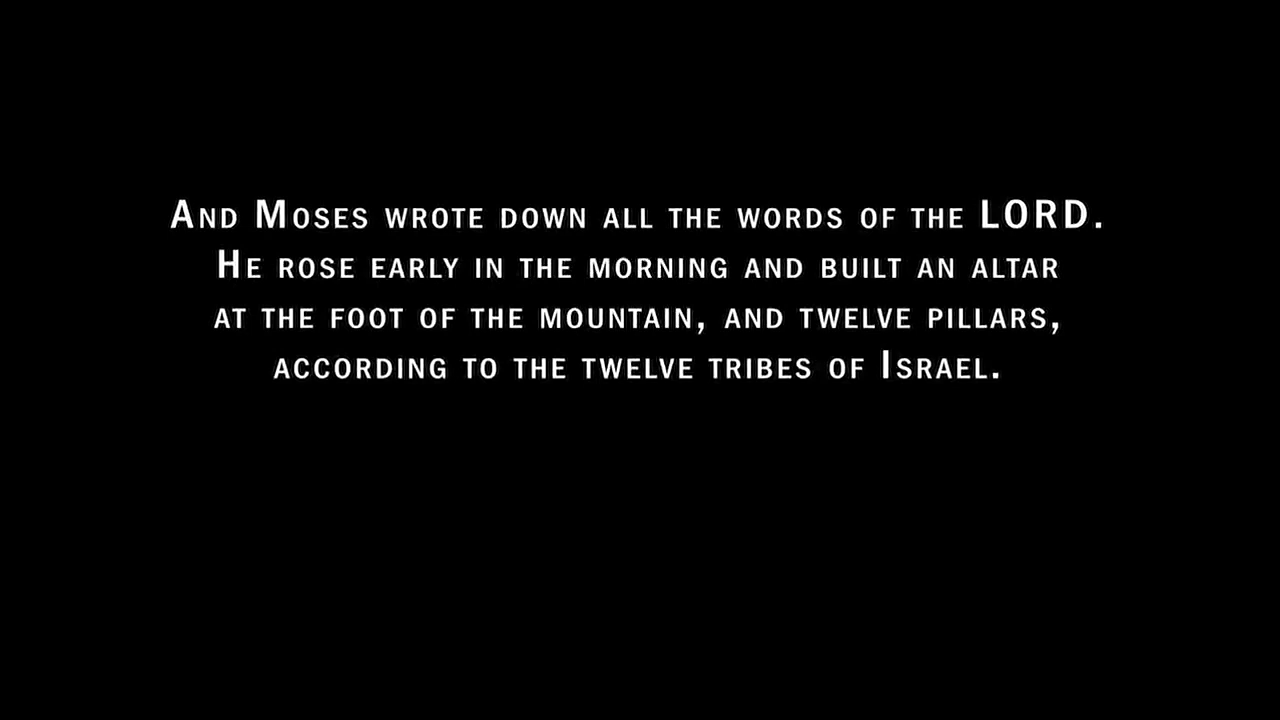 And Moses wrote down all the words of the LORD.
He rose early in the morning and built an altar
at the foot of the mountain, and twelve pillars,
according to the twelve tribes of Israel.